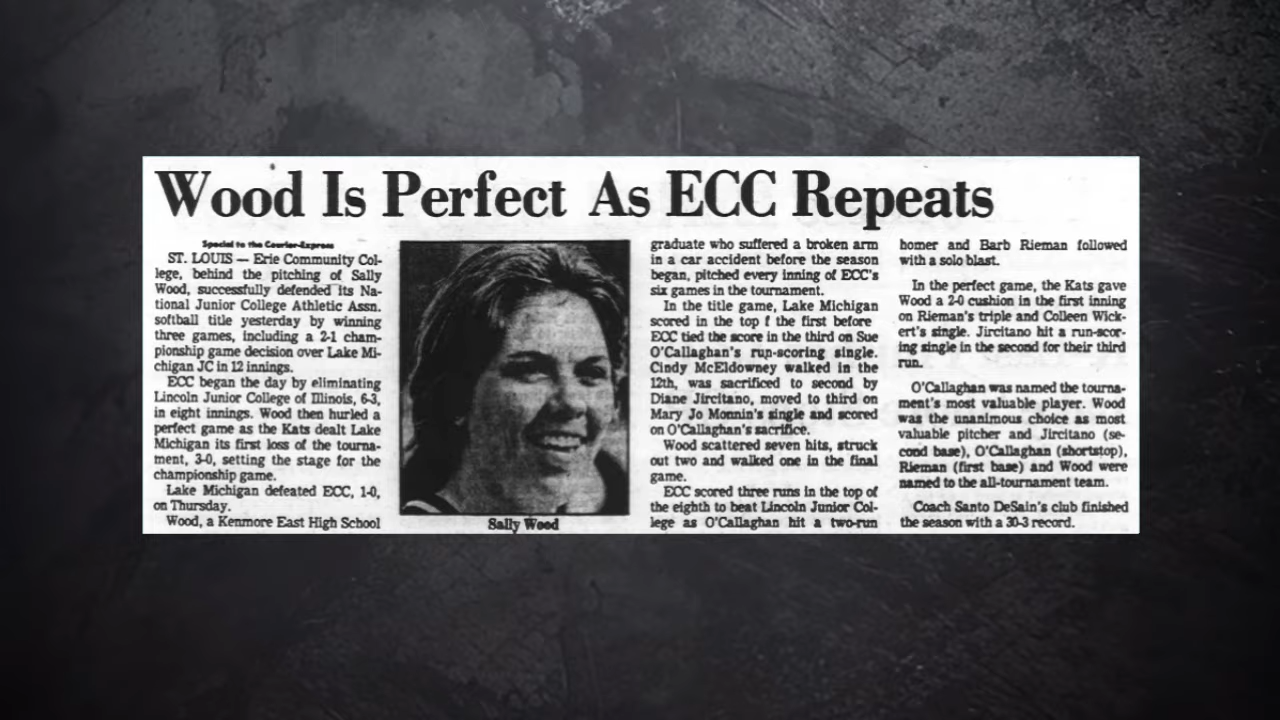 Wood Is Perfect As ECC Repeats
Special to the Courier-Express
ST. LOUIS — Erie Community Col-
lege, behind the pitching of Sally
Wood, successfully defended its Na-
tional Junior College Athletic Assn.
softball title yesterday by winning
three games, including a 2-1 cham-
pionship game decision over Lake Mi-
chigan JC in 12 innings.
ECC began the day by eliminating
Lincoln Junior College of Illinois, 6-3,
in eight innings. Wood then hurled a
perfect game as the Kats dealt Lake
Michigan its first loss of the tourna-
ment, 3-0, setting the stage for the
championship game.
Lake Michigan defeated ECC, 1-0,
on Thursday.
Wood, a Kenmore East High School
Sally Wood
graduate who suffered a broken arm
in a car accident before the season
began, pitched every inning of ECC's
six games in the tournament.
In the title game, Lake Michigan
scored in the top f the first before
ECC tied the score in the third on Sue
O'Callaghan's run-scoring single.
Cindy McEldowney walked in the
12th, was sacrificed to second by
Diane Jircitano, moved to third on
Mary Jo Monnin's single and scored
on O'Callaghan's sacrifice.
Wood scattered seven hits, struck
out two and walked one in the final
game.
ECC scored three runs in the top of
the eighth to beat Lincoln Junior Col-
lege as O'Callaghan hit a two-run
homer and Barb Rieman followed
with a solo blast.
In the perfect game, the Kats gave
Wood a 2-0 cushion in the first inning
on Rieman's triple and Colleen Wick-
ert's single. Jircitano hit a run-scor-
ing single in the second for their third
run.
O'Callaghan was named the tourna-
ment's most valuable player. Wood
was the unanimous choice as most
valuable pitcher and Jircitano (se-
cond base), O'Callaghan (shortstop),
Rieman (first base) and Wood were
named to the all-tournament team.
Coach Santo DeSain's club finished
the season with a 30-3 record.